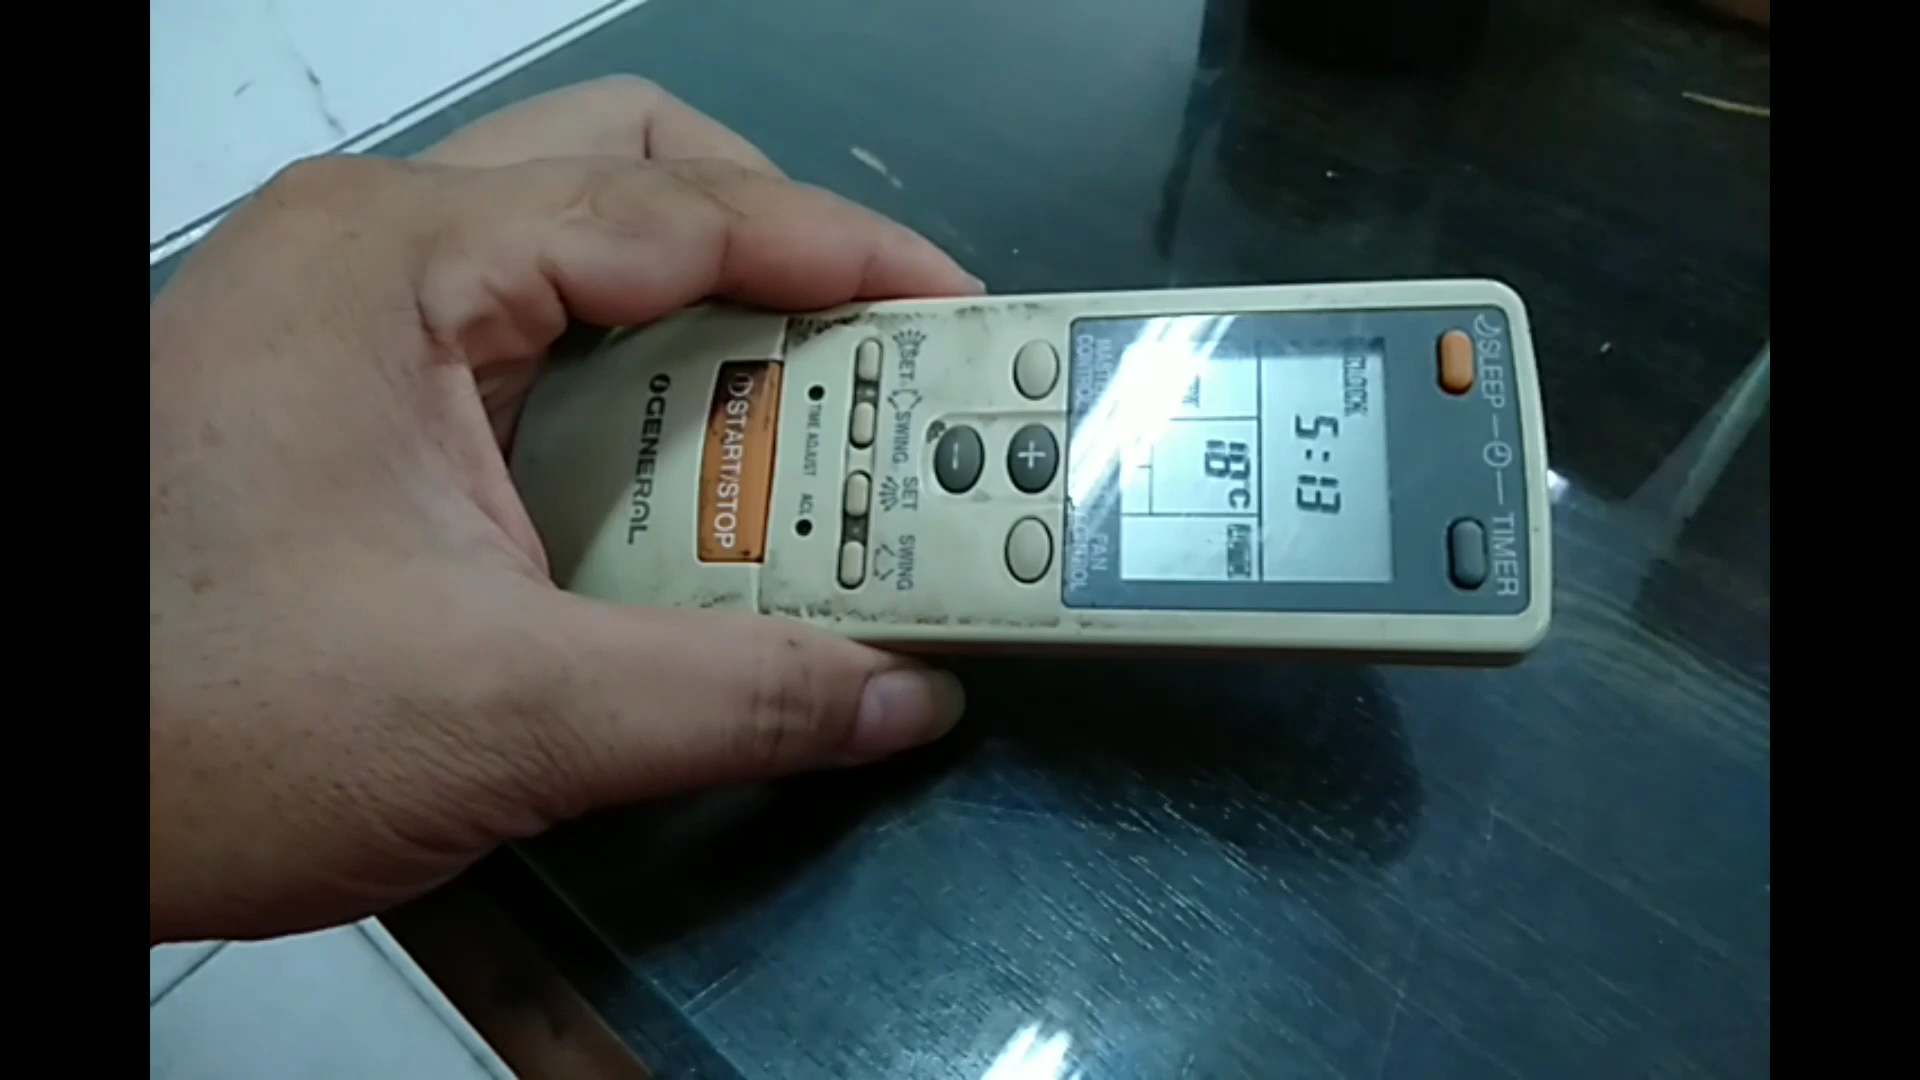 SLEEP
TIMER
CLOCK
5:13
18°C
MASTER
CONTROL
FAN
CONTROL
+
-
SET
SWING
SET
SWING
TIME ADJUST
ACL
START/STOP
GENERAL